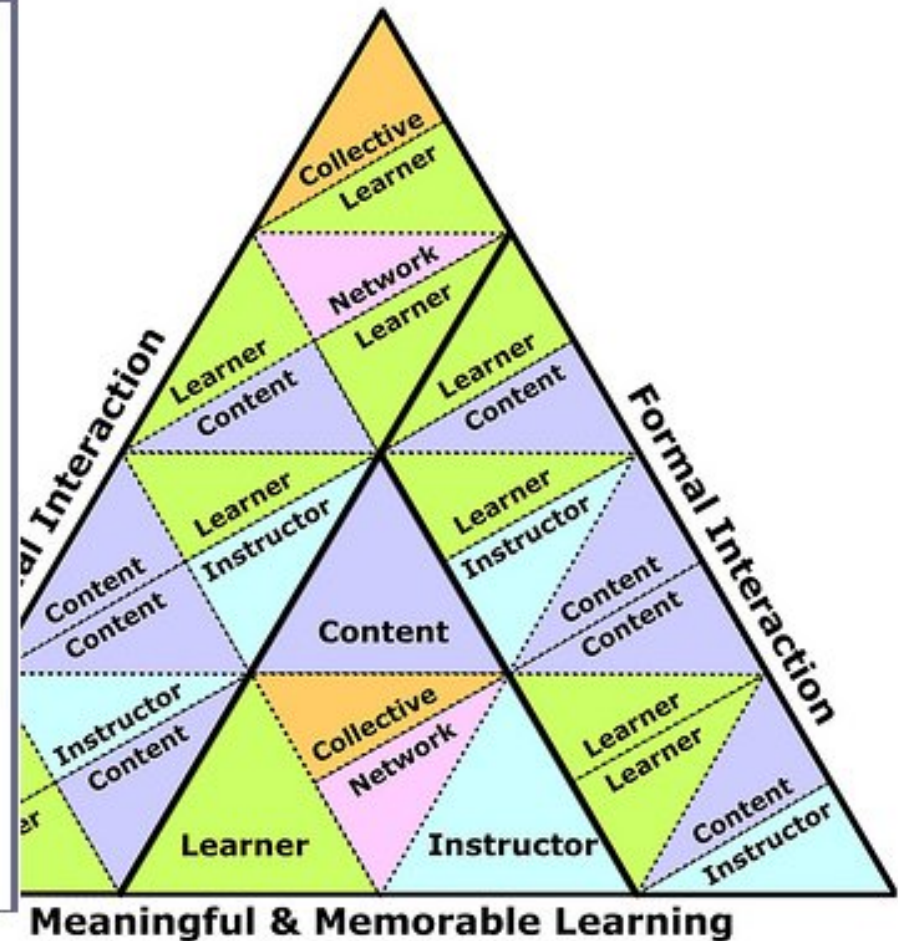 Collective
Learner
Network
Learner
Learner
Content
Learner
Content
al Interaction
Formal Interaction
Learner
Instructor
Learner
Instructor
Content
Content
Content
Content
Content
Instructor
Content
Collective
Network
Learner
Learner
er
Learner
Instructor
Content
Instructor
Meaningful & Memorable Learning